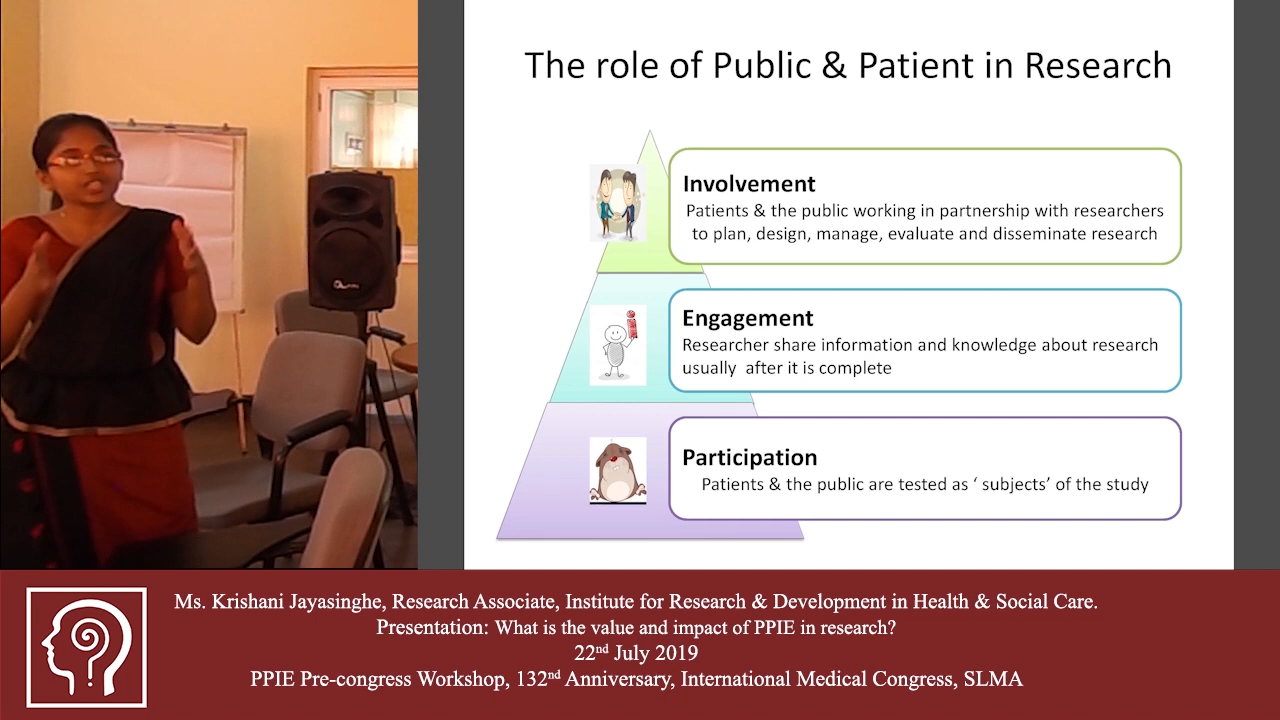 The role of Public & Patient in Research
Involvement
Patients & the public working in partnership with researchers
to plan, design, manage, evaluate and disseminate research
Engagement
Researcher share information and knowledge about research
usually after it is complete
Participation
Patients & the public are tested as ‘ subjects’ of the study
Ms. Krishani Jayasinghe, Research Associate, Institute for Research & Development in Health & Social Care.
Presentation: What is the value and impact of PPIE in research?
22nd July 2019
PPIE Pre-congress Workshop, 132nd Anniversary, International Medical Congress, SLMA